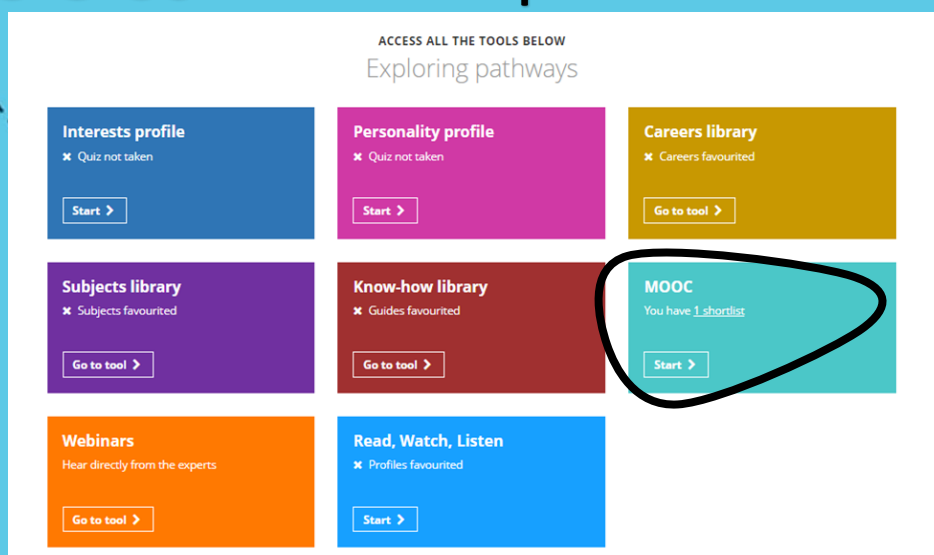 ACCESS ALL THE TOOLS BELOW
Exploring pathways
Interests profile
✖ Quiz not taken
Start ❯
Personality profile
✖ Quiz not taken
Start ❯
Careers library
✖ Careers favourited
Go to tool ❯
Subjects library
✖ Subjects favourited
Go to tool ❯
Know-how library
✖ Guides favourited
Go to tool ❯
MOOC
You have 1 shortlist
Start ❯
Webinars
Hear directly from the experts
Go to tool ❯
Read, Watch, Listen
✖ Profiles favourited
Start ❯